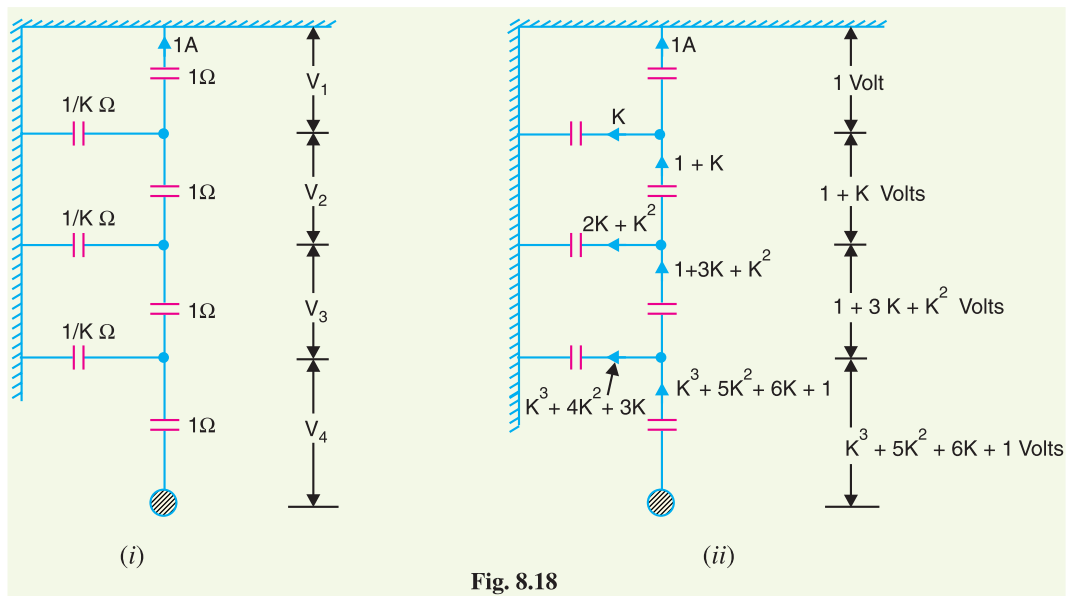 1A
1Ω
V1
1/K Ω
1Ω
V2
1/K Ω
1Ω
V3
1/K Ω
1Ω
V4
(i)
1A
1 Volt
K
1 + K
1 + K Volts
2K + K²
1+3K + K²
1 + 3 K + K² Volts
K³ + 4K² + 3K
K³ + 5K² + 6K + 1
K³ + 5K² + 6K + 1 Volts
(ii)
Fig. 8.18